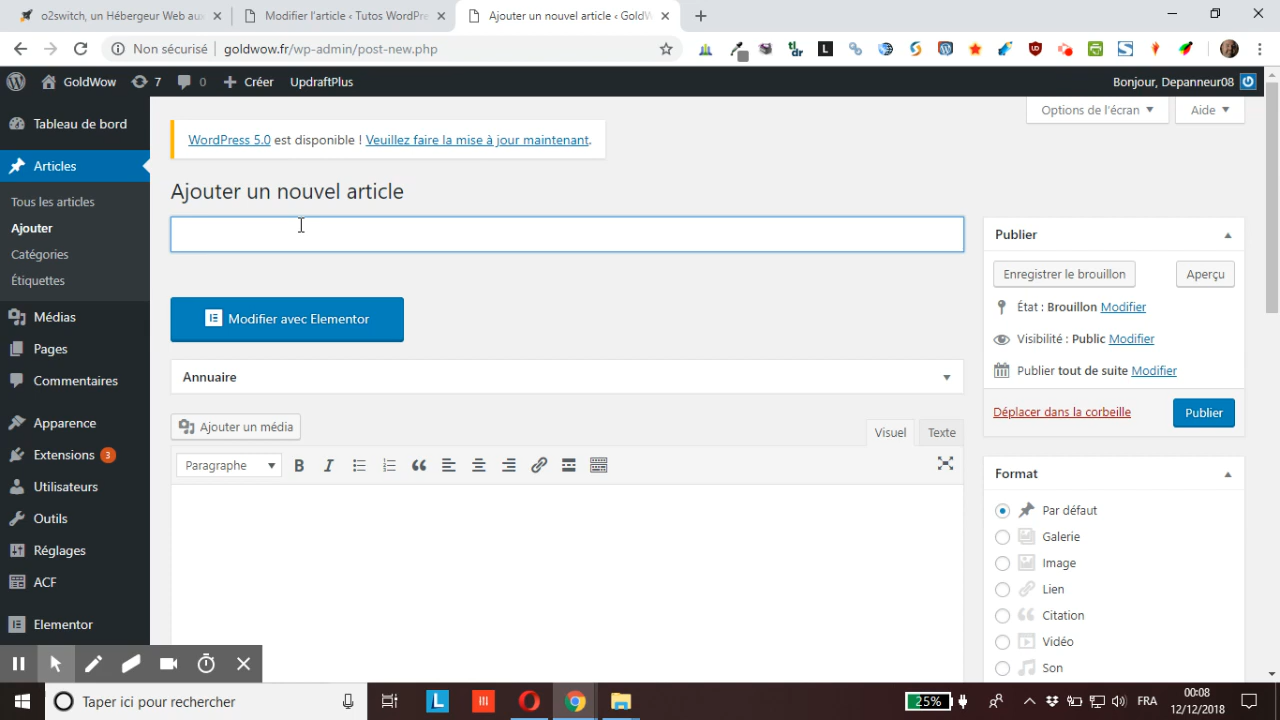 o2switch, un Hébergeur Web aux
Modifier l'article ‹ Tutos WordPre
Ajouter un nouvel article ‹ GoldW
Non sécurisé
goldwow.fr/wp-admin/post-new.php
GoldWow
7
0
Créer
UpdraftPlus
Bonjour, Depanneur08
Tableau de bord
Articles
Tous les articles
Ajouter
Catégories
Étiquettes
Médias
Pages
Commentaires
Apparence
Extensions 3
Utilisateurs
Outils
Réglages
ACF
Elementor
Options de l'écran
Aide
WordPress 5.0 est disponible ! Veuillez faire la mise à jour maintenant.
Ajouter un nouvel article
Modifier avec Elementor
Annuaire
Ajouter un média
Visuel
Texte
Paragraphe
B
I
Publier
Enregistrer le brouillon
Aperçu
État : Brouillon Modifier
Visibilité : Public Modifier
Publier tout de suite Modifier
Déplacer dans la corbeille
Publier
Format
Par défaut
Galerie
Image
Lien
Citation
Vidéo
Son
Taper ici pour rechercher
25%
FRA
00:08
12/12/2018